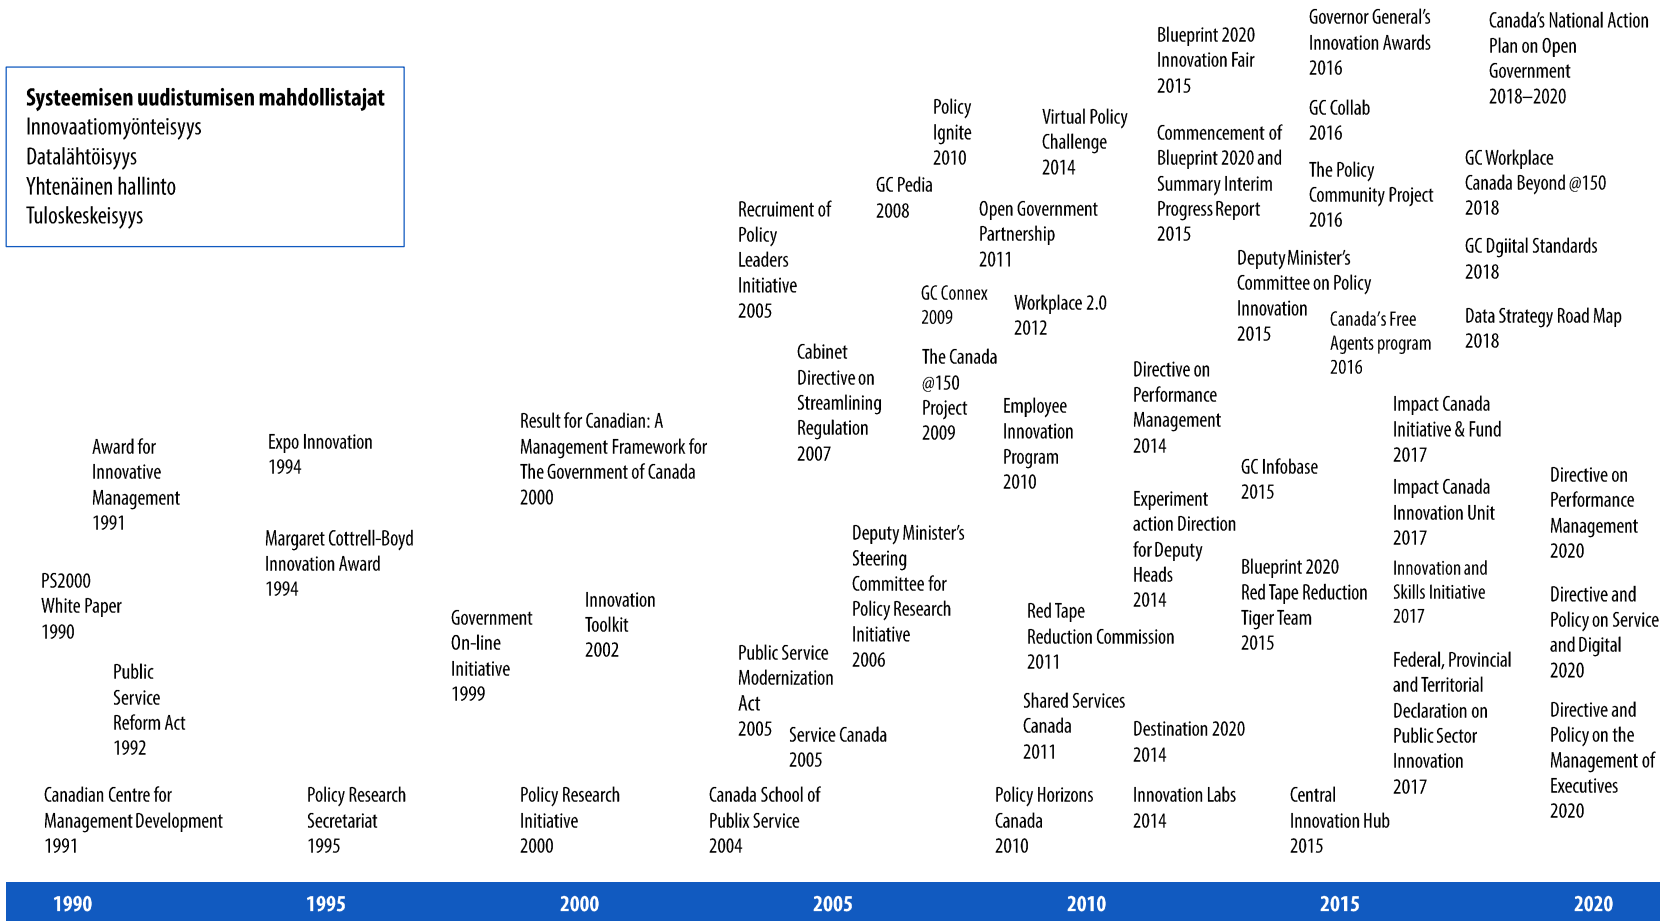 Systeemisen uudistumisen mahdollistajat
Innovaatiomyönteisyys
Datalähtöisyys
Yhtenäinen hallinto
Tuloskeskeisyys
PS2000
White Paper
1990
Award for
Innovative
Management
1991
Public
Service
Reform Act
1992
Canadian Centre for
Management Development
1991
Expo Innovation
1994
Margaret Cottrell-Boyd
Innovation Award
1994
Policy Research
Secretariat
1995
Government
On-line
Initiative
1999
Result for Canadian: A
Management Framework for
The Government of Canada
2000
Innovation
Toolkit
2002
Policy Research
Initiative
2000
Recruiment of
Policy
Leaders
Initiative
2005
Cabinet
Directive on
Streamlining
Regulation
2007
Public Service
Modernization
Act
2005
Service Canada
2005
Canada School of
Publix Service
2004
Deputy Minister's
Steering
Committee for
Policy Research
Initiative
2006
GC Pedia
2008
Policy
Ignite
2010
GC Connex
2009
The Canada
@150
Project
2009
Open Government
Partnership
2011
Workplace 2.0
2012
Virtual Policy
Challenge
2014
Employee
Innovation
Program
2010
Red Tape
Reduction Commission
2011
Shared Services
Canada
2011
Policy Horizons
Canada
2010
Blueprint 2020
Innovation Fair
2015
Commencement of
Blueprint 2020 and
Summary Interim
Progress Report
2015
Directive on
Performance
Management
2014
Experiment
action Direction
for Deputy
Heads
2014
Destination 2020
2014
Innovation Labs
2014
Deputy Minister's
Committee on Policy
Innovation
2015
GC Infobase
2015
Blueprint 2020
Red Tape Reduction
Tiger Team
2015
Central
Innovation Hub
2015
Governor General's
Innovation Awards
2016
GC Collab
2016
The Policy
Community Project
2016
Canada's Free
Agents program
2016
Impact Canada
Initiative & Fund
2017
Impact Canada
Innovation Unit
2017
Innovation and
Skills Initiative
2017
Federal, Provincial
and Territorial
Declaration on
Public Sector
Innovation
2017
Canada's National Action
Plan on Open
Government
2018–2020
GC Workplace
Canada Beyond @150
2018
GC Dgiital Standards
2018
Data Strategy Road Map
2018
Directive on
Performance
Management
2020
Directive and
Policy on Service
and Digital
2020
Directive and
Policy on the
Management of
Executives
2020
1990 1995 2000 2005 2010 2015 2020